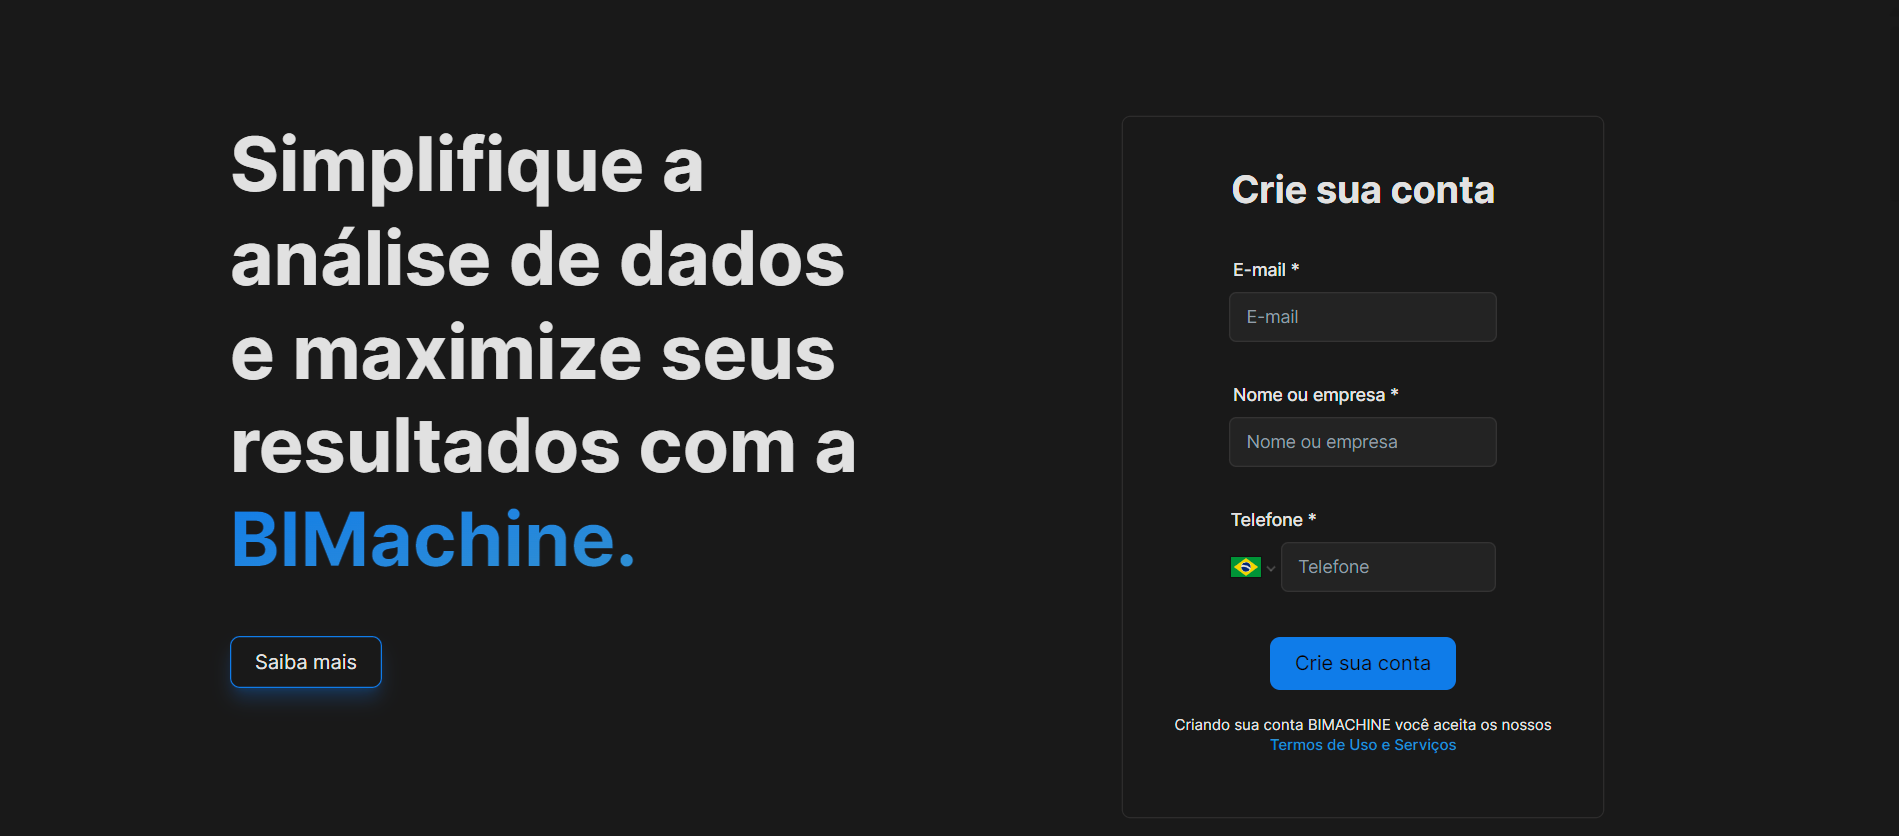 Simplifique a
análise de dados
e maximize seus
resultados com a
BIMachine.
Saiba mais
Crie sua conta
E-mail *
E-mail
Nome ou empresa *
Nome ou empresa
Telefone *
Telefone
Crie sua conta
Criando sua conta BIMACHINE você aceita os nossos
Termos de Uso e Serviços